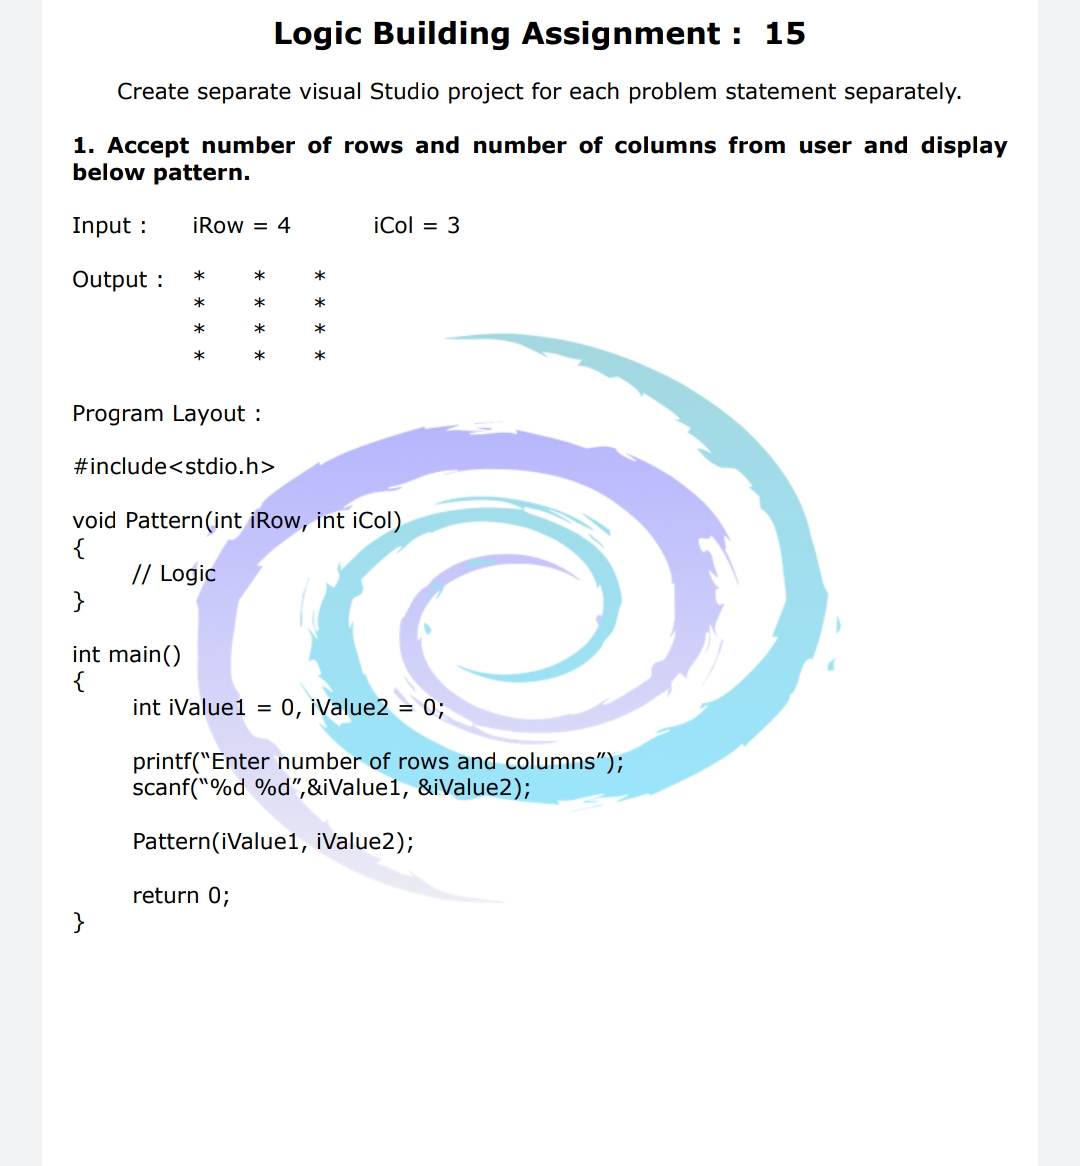 Logic Building Assignment : 15
Create separate visual Studio project for each problem statement separately.
1. Accept number of rows and number of columns from user and display
below pattern.
Input : iRow = 4 iCol = 3
Output : * * *
* * *
* * *
* * *
Program Layout :
#include<stdio.h>
void Pattern(int iRow, int iCol)
{
// Logic
}
int main()
{
int iValue1 = 0, iValue2 = 0;
printf(“Enter number of rows and columns”);
scanf(“%d %d”,&iValue1, &iValue2);
Pattern(iValue1, iValue2);
return 0;
}